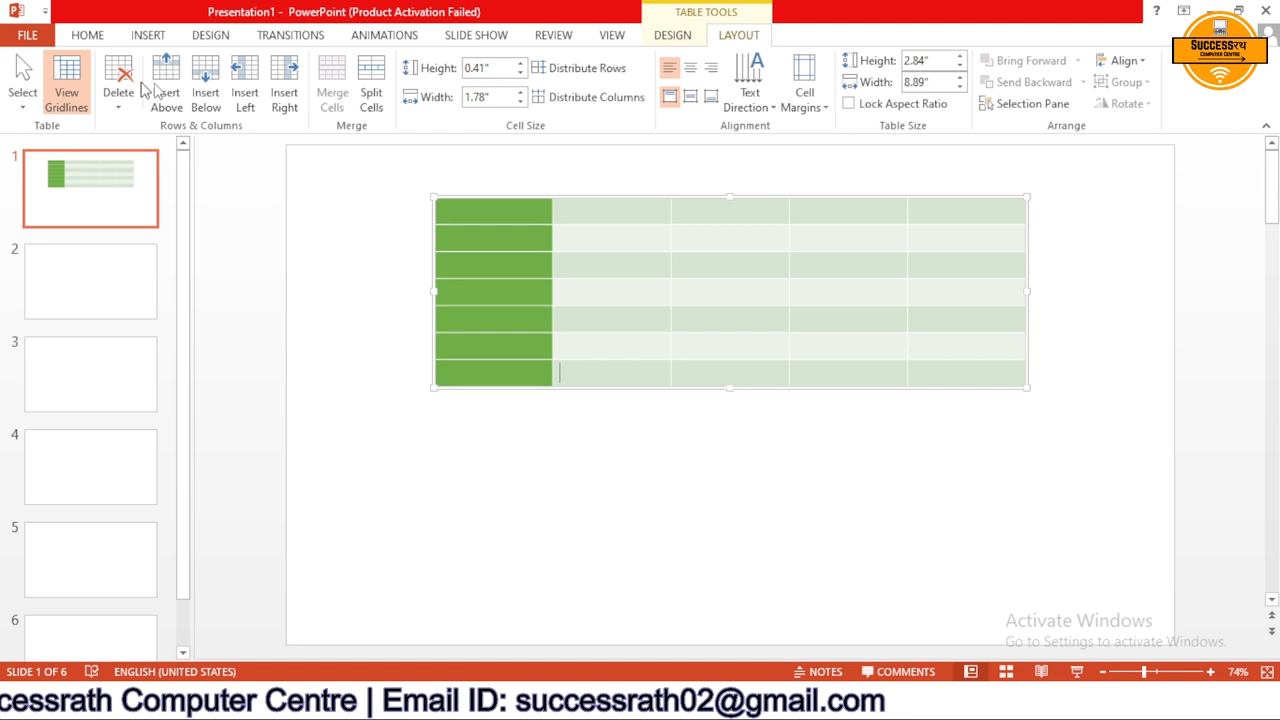 Presentation1 - PowerPoint (Product Activation Failed)
TABLE TOOLS
?
FILE
HOME
INSERT
DESIGN
TRANSITIONS
ANIMATIONS
SLIDE SHOW
REVIEW
VIEW
DESIGN
LAYOUT
SUCCESSरथ
COMPUTER CENTRE
Select
View
Gridlines
Delete
Insert
Above
Insert
Below
Insert
Left
Insert
Right
Merge
Cells
Split
Cells
Height: 0.41"
Width: 1.78"
Distribute Rows
Distribute Columns
Text
Direction
Cell
Margins
Height: 2.84"
Width: 8.89"
Lock Aspect Ratio
Bring Forward
Send Backward
Selection Pane
Align
Group
Rotate
Table
Rows & Columns
Merge
Cell Size
Alignment
Table Size
Arrange
1
2
3
4
5
6
Activate Windows
Go to Settings to activate Windows.
SLIDE 1 OF 6
ENGLISH (UNITED STATES)
NOTES
COMMENTS
74%
cessrath Computer Centre | Email ID: successrath02@gmail.com